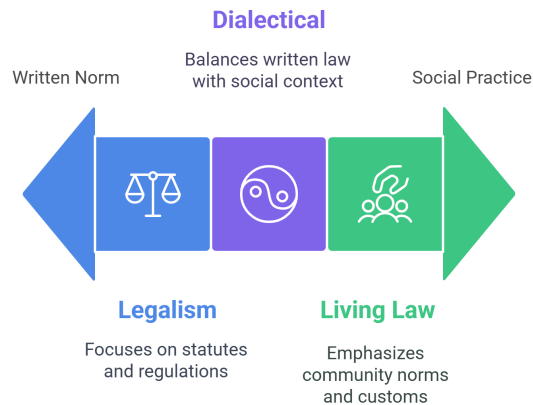 Dialectical
Balances written law
with social context
Written Norm
Social Practice
Legalism
Focuses on statutes
and regulations
Living Law
Emphasizes
community norms
and customs